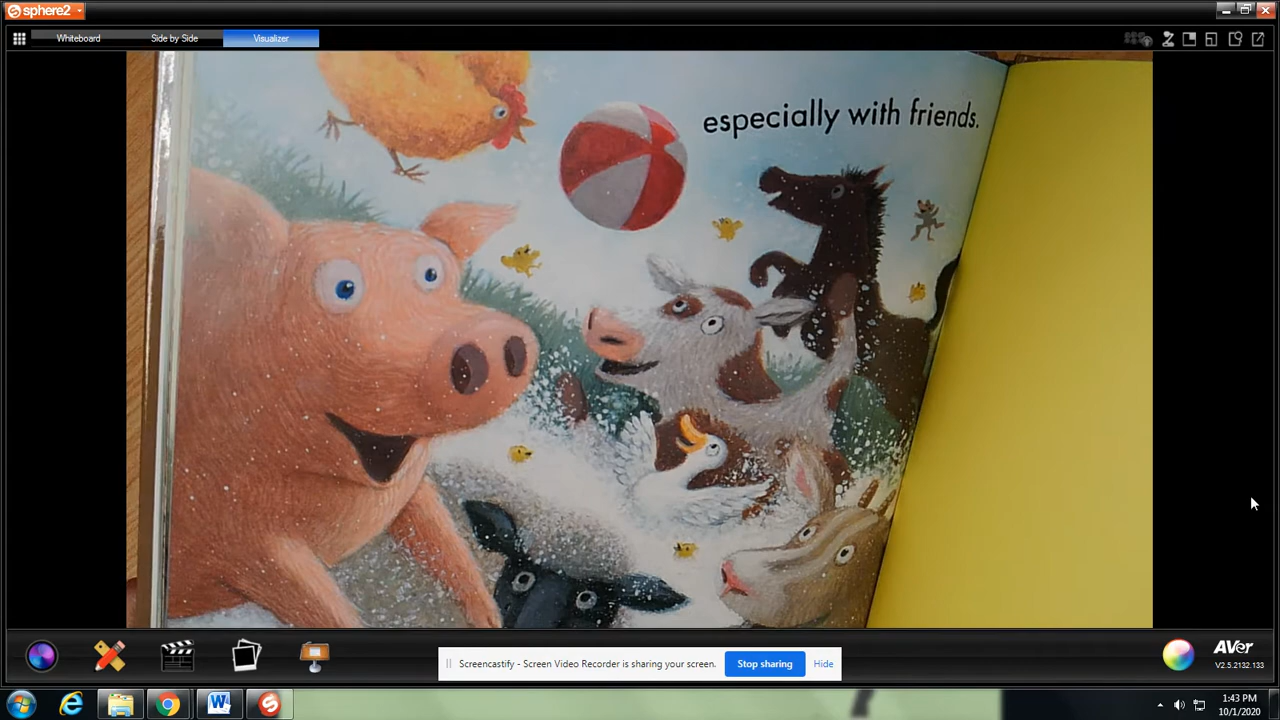 sphere2
Whiteboard
Side by Side
Visualizer
especially with friends.
Screencastify - Screen Video Recorder is sharing your screen.
Stop sharing
Hide
AVer
V2.5.2132.133
1:43 PM
10/1/2020